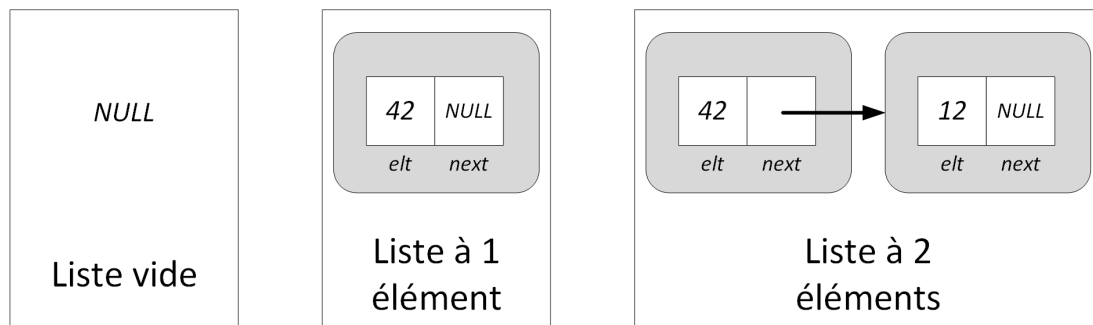 NULL
Liste vide
42 NULL
elt next
Liste à 1
élément
42
elt next
12 NULL
elt next
Liste à 2
éléments